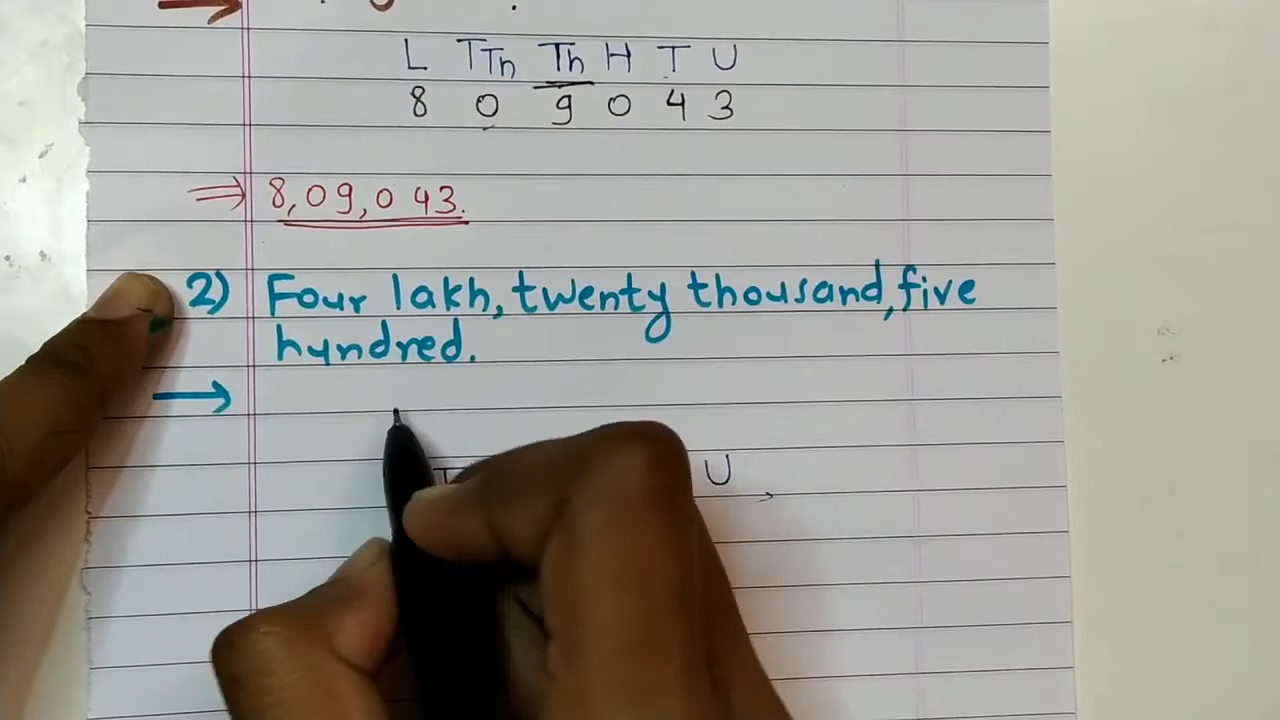 L TTh Th H T U
8 0 9 0 4 3
⇒ 8,09,043.
2) Four lakh, twenty thousand, five
hundred.
→
U